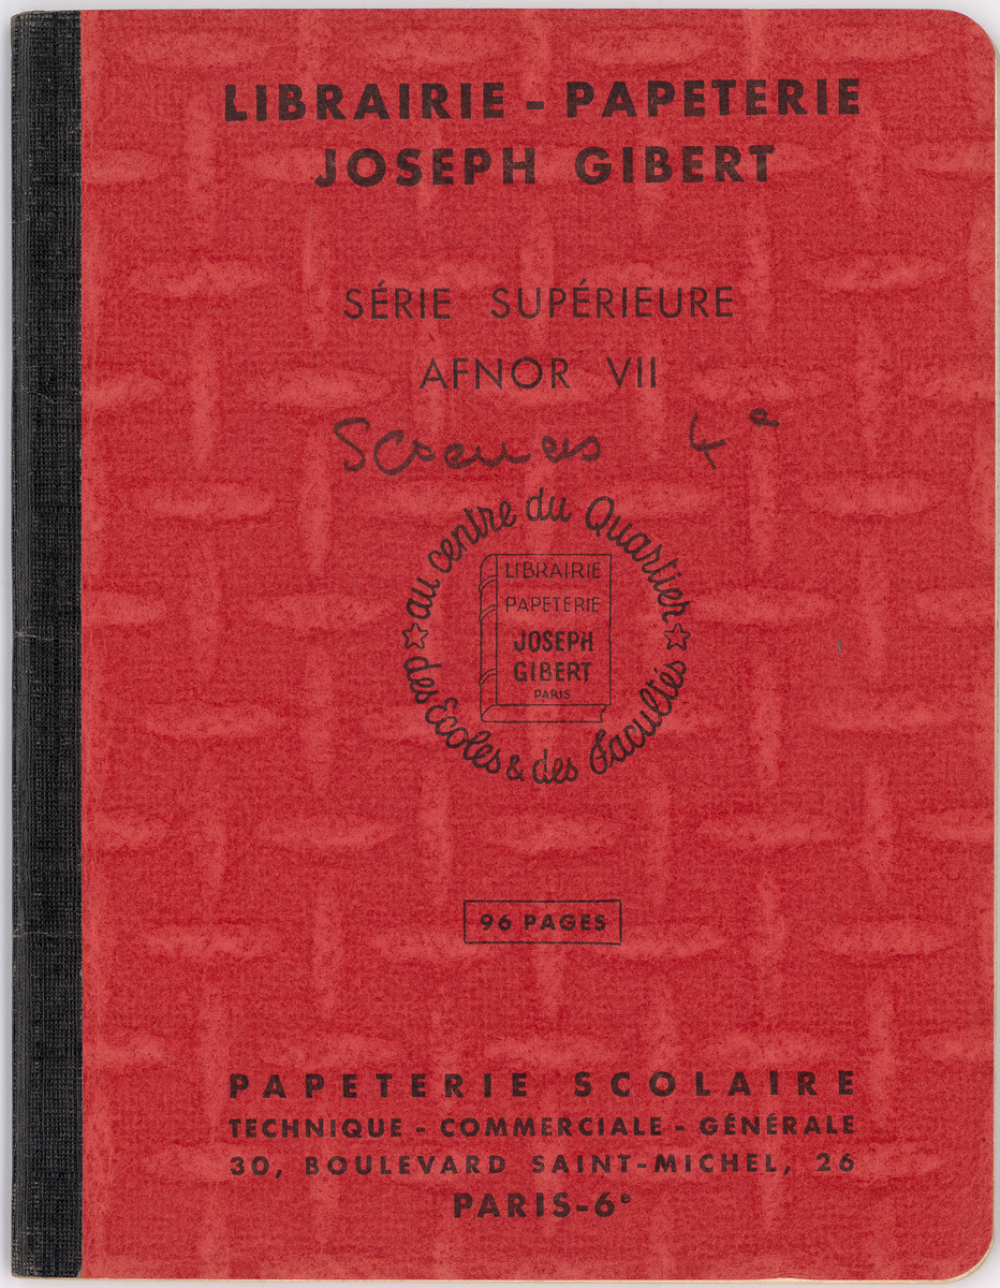 LIBRAIRIE - PAPETERIE
JOSEPH GIBERT
SÉRIE SUPÉRIEURE
AFNOR VII
Sciences 4e
au centre du Quartier
LIBRAIRIE
PAPETERIE
JOSEPH
GIBERT
PARIS
des Ecoles & des Facultés
96 PAGES
PAPETERIE SCOLAIRE
TECHNIQUE - COMMERCIALE - GÉNÉRALE
30, BOULEVARD SAINT-MICHEL, 26
PARIS-6e